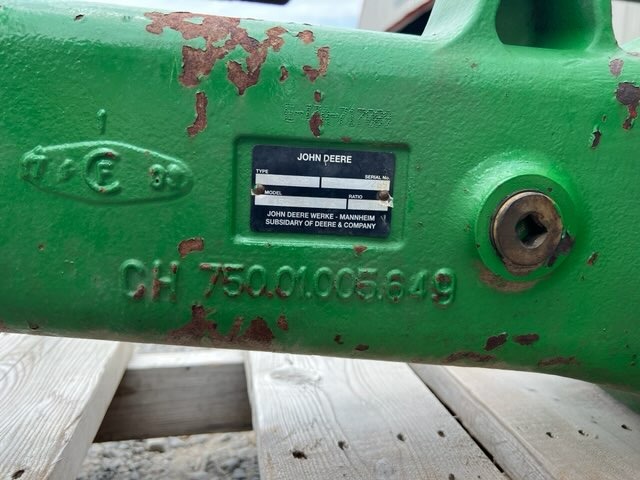 JOHN DEERE
TYPE SERIAL No.
MODEL RATIO
JOHN DEERE WERKE - MANNHEIM
SUBSIDARY OF DEERE & COMPANY
CH 750.01.005.649